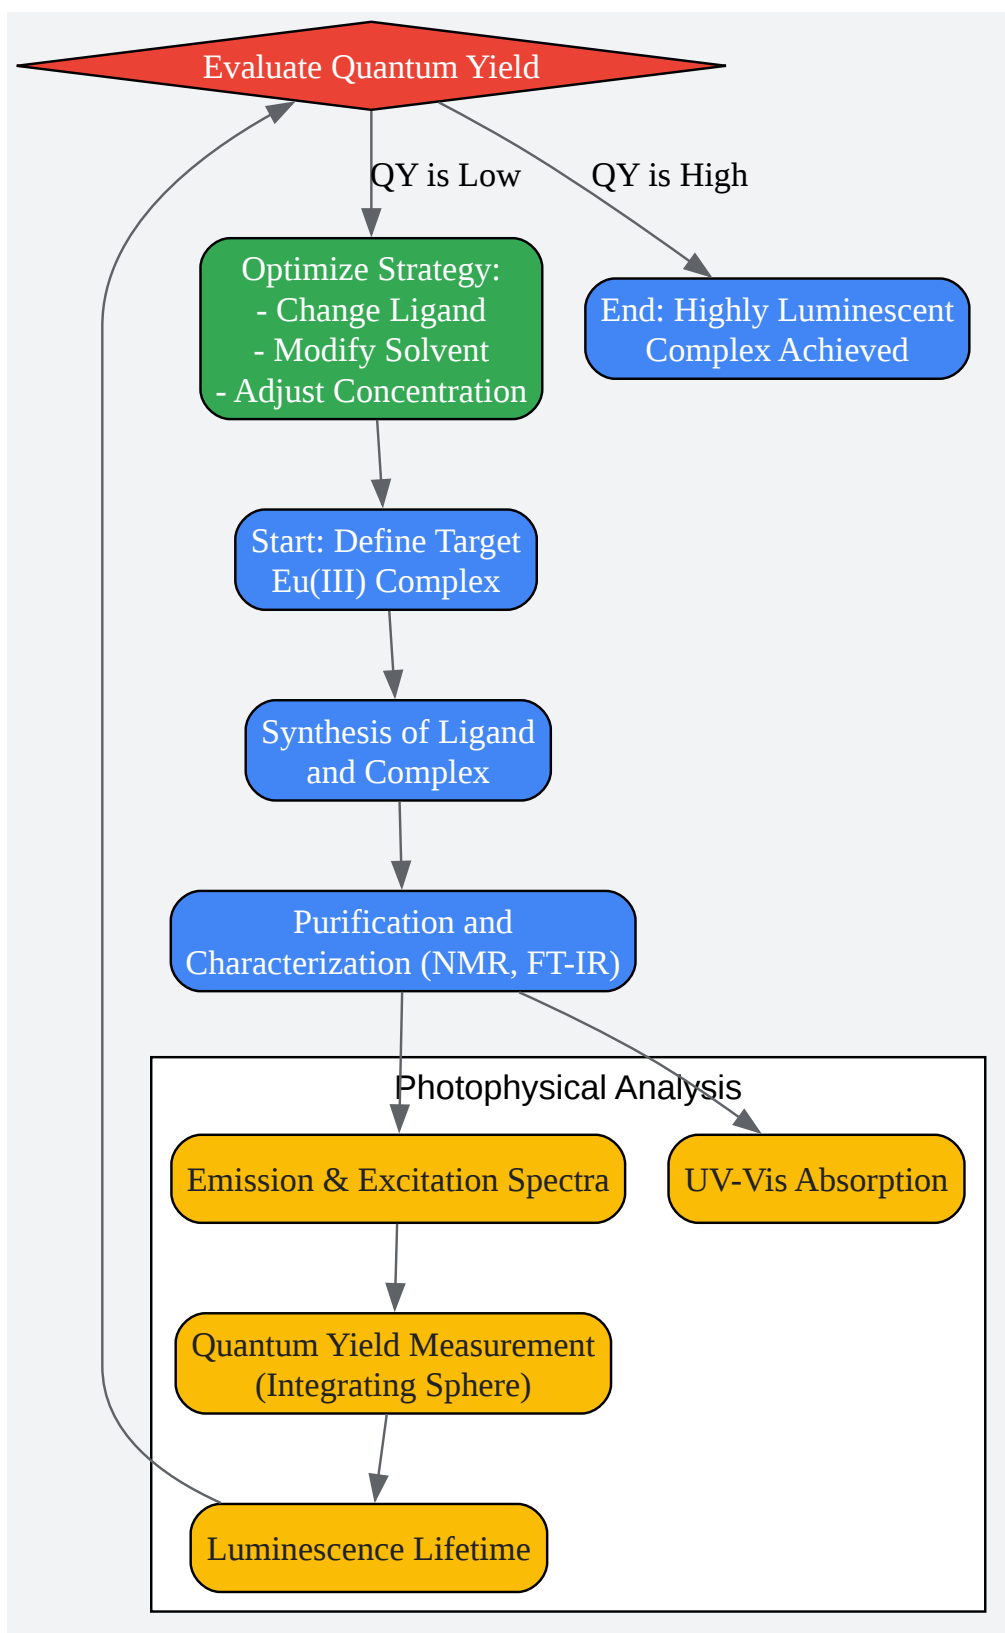 Evaluate Quantum Yield
QY is Low
QY is High
Optimize Strategy:
- Change Ligand
- Modify Solvent
- Adjust Concentration
End: Highly Luminescent
Complex Achieved
Start: Define Target
Eu(III) Complex
Synthesis of Ligand
and Complex
Purification and
Characterization (NMR, FT-IR)
Photophysical Analysis
Emission & Excitation Spectra
UV-Vis Absorption
Quantum Yield Measurement
(Integrating Sphere)
Luminescence Lifetime